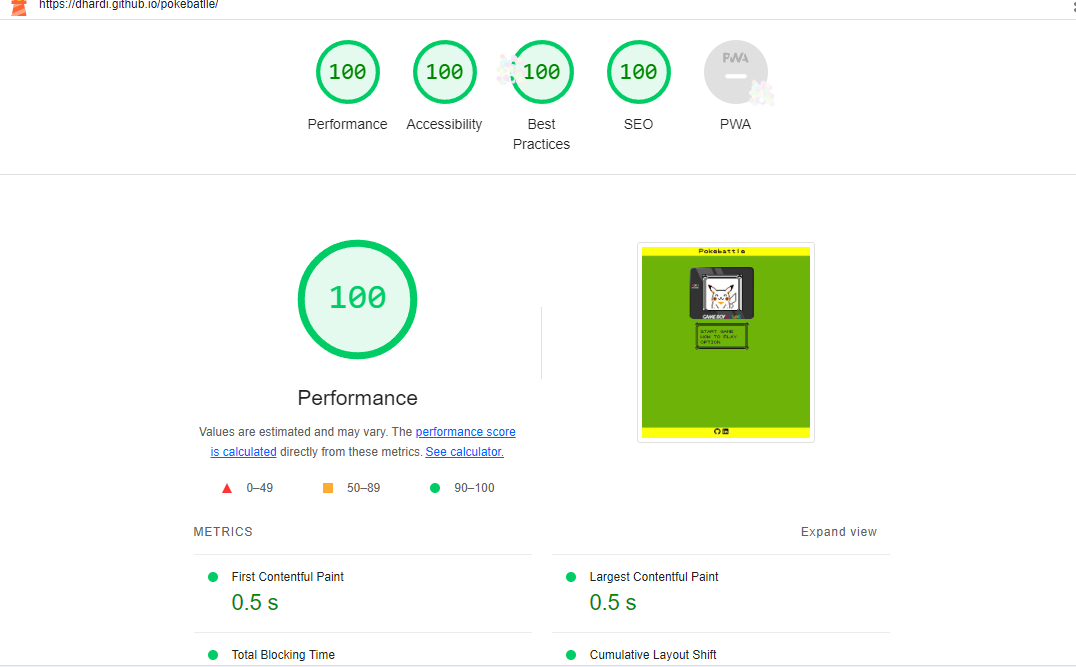 https://dhardi.github.io/pokebatlle/
100
100
100
100
PWA
Performance
Accessibility
Best
Practices
SEO
PWA
100
Performance
Values are estimated and may vary. The performance score
is calculated directly from these metrics. See calculator.
0–49
50–89
90–100
Pokebattle
GAME BOY
START GAME
HOW TO PLAY
OPTION
METRICS
Expand view
First Contentful Paint
0.5 s
Largest Contentful Paint
0.5 s
Total Blocking Time
Cumulative Layout Shift